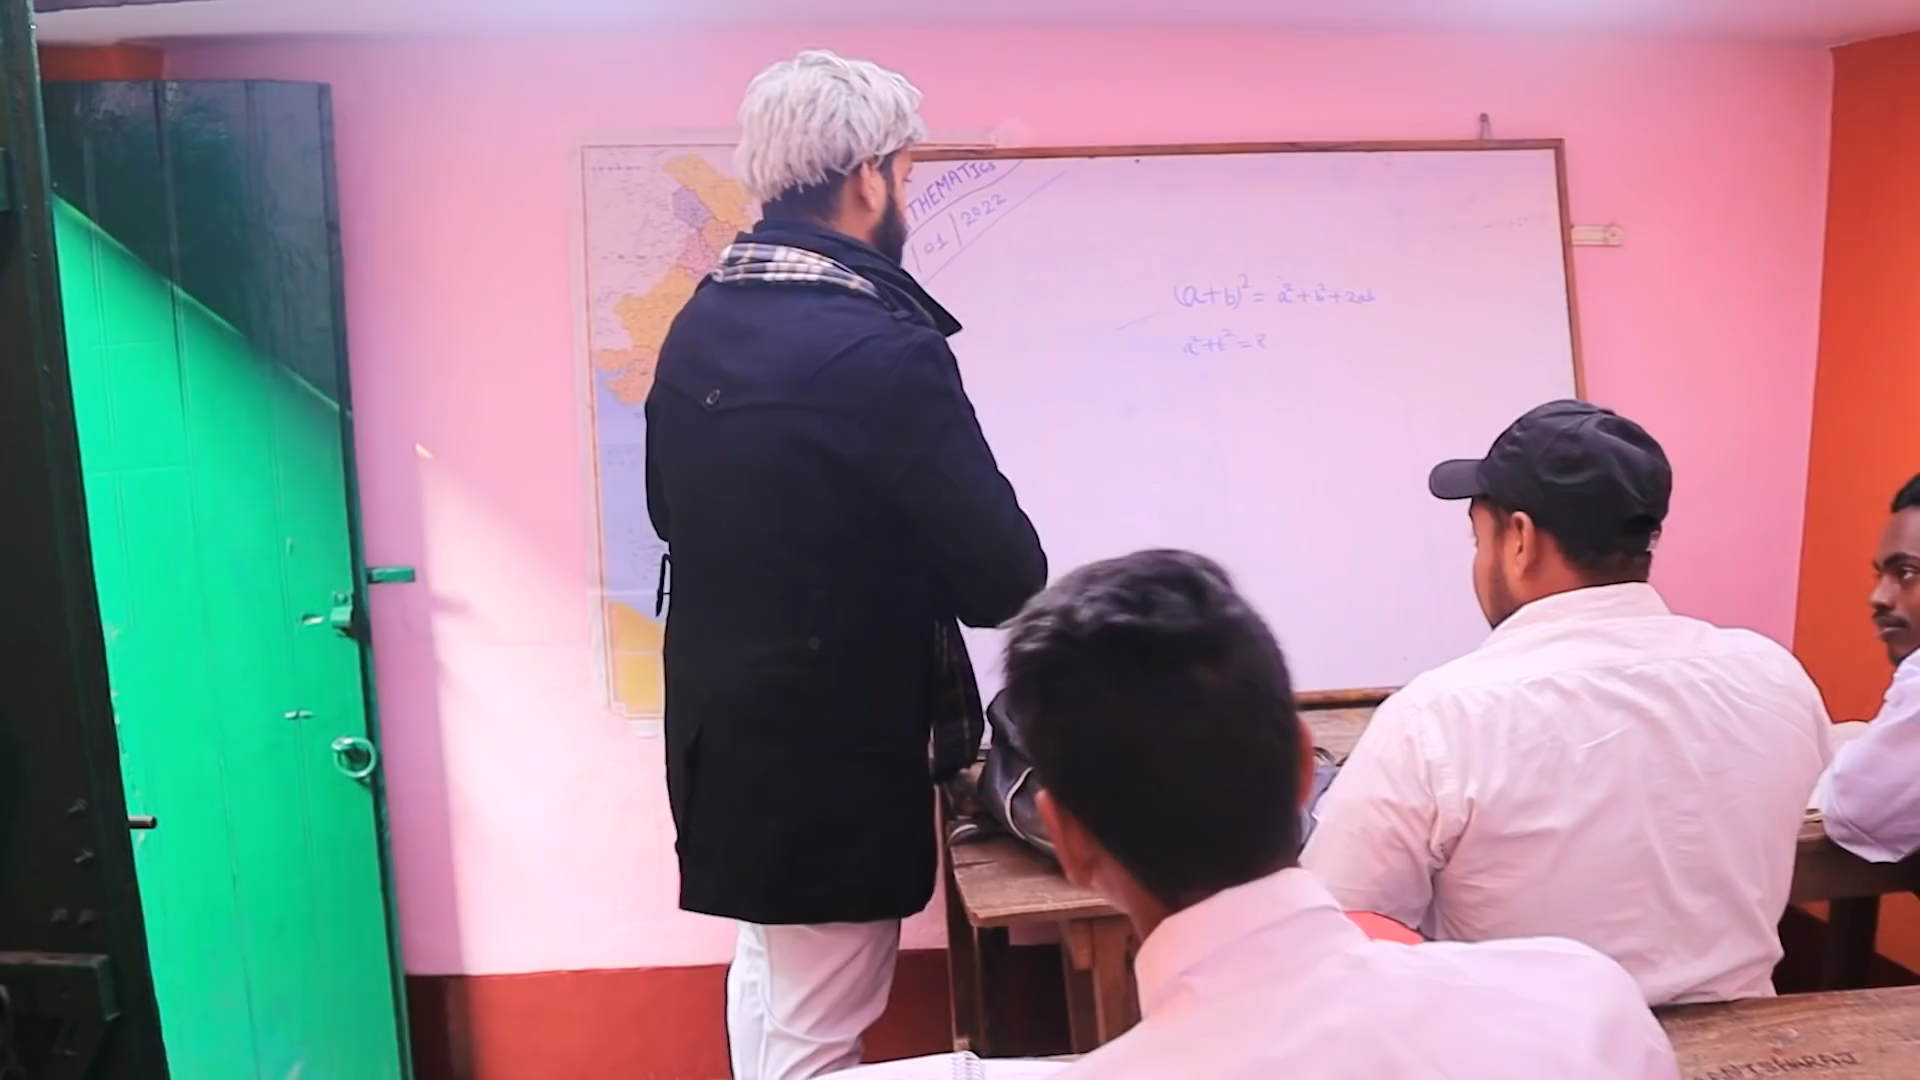 THEMATICS
01 | 2022
(a+b)² = a²+b²+2ab
a²+b² = ?